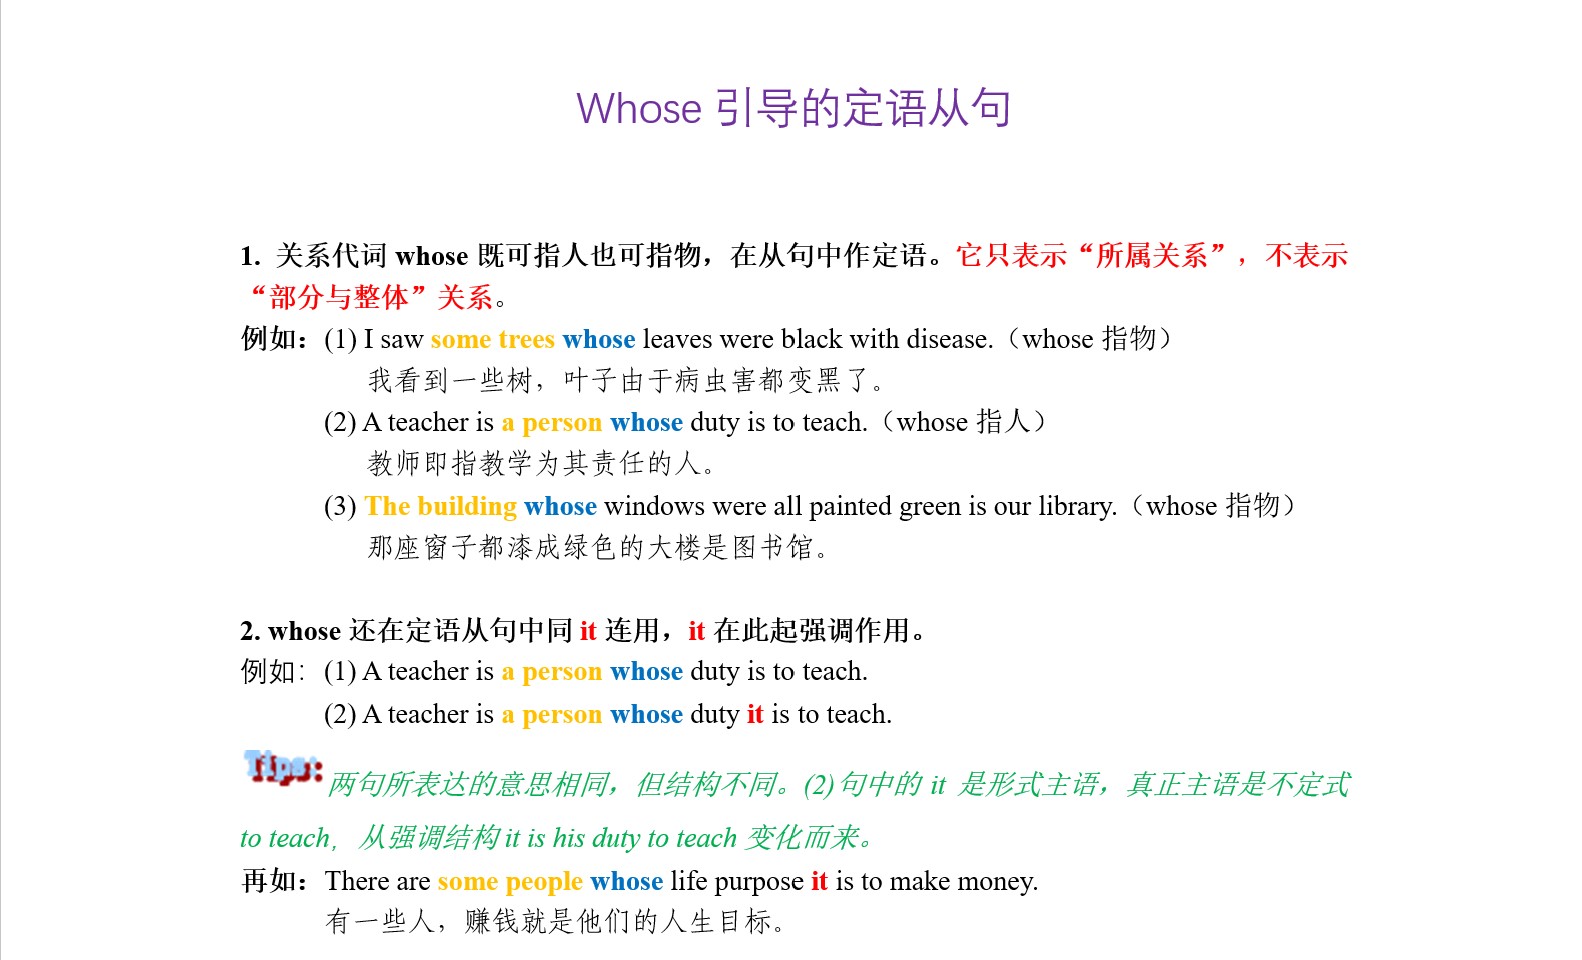 Whose 引导的定语从句
1. 关系代词 whose 既可指人也可指物，在从句中作定语。它只表示“所属关系”，不表示
“部分与整体”关系。
例如：(1) I saw some trees whose leaves were black with disease.（whose 指物）
我看到一些树，叶子由于病虫害都变黑了。
(2) A teacher is a person whose duty is to teach.（whose 指人）
教师即指教学为其责任的人。
(3) The building whose windows were all painted green is our library.（whose 指物）
那座窗子都漆成绿色的大楼是图书馆。
2. whose 还在定语从句中同 it 连用，it 在此起强调作用。
例如：(1) A teacher is a person whose duty is to teach.
(2) A teacher is a person whose duty it is to teach.
Tips: 两句所表达的意思相同，但结构不同。(2)句中的 it 是形式主语，真正主语是不定式
to teach，从强调结构 it is his duty to teach 变化而来。
再如：There are some people whose life purpose it is to make money.
有一些人，赚钱就是他们的人生目标。